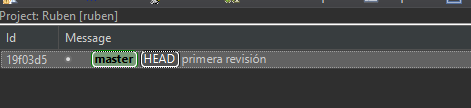 Project: Ruben [ruben]
Id Message
19f03d5 master HEAD primera revisión